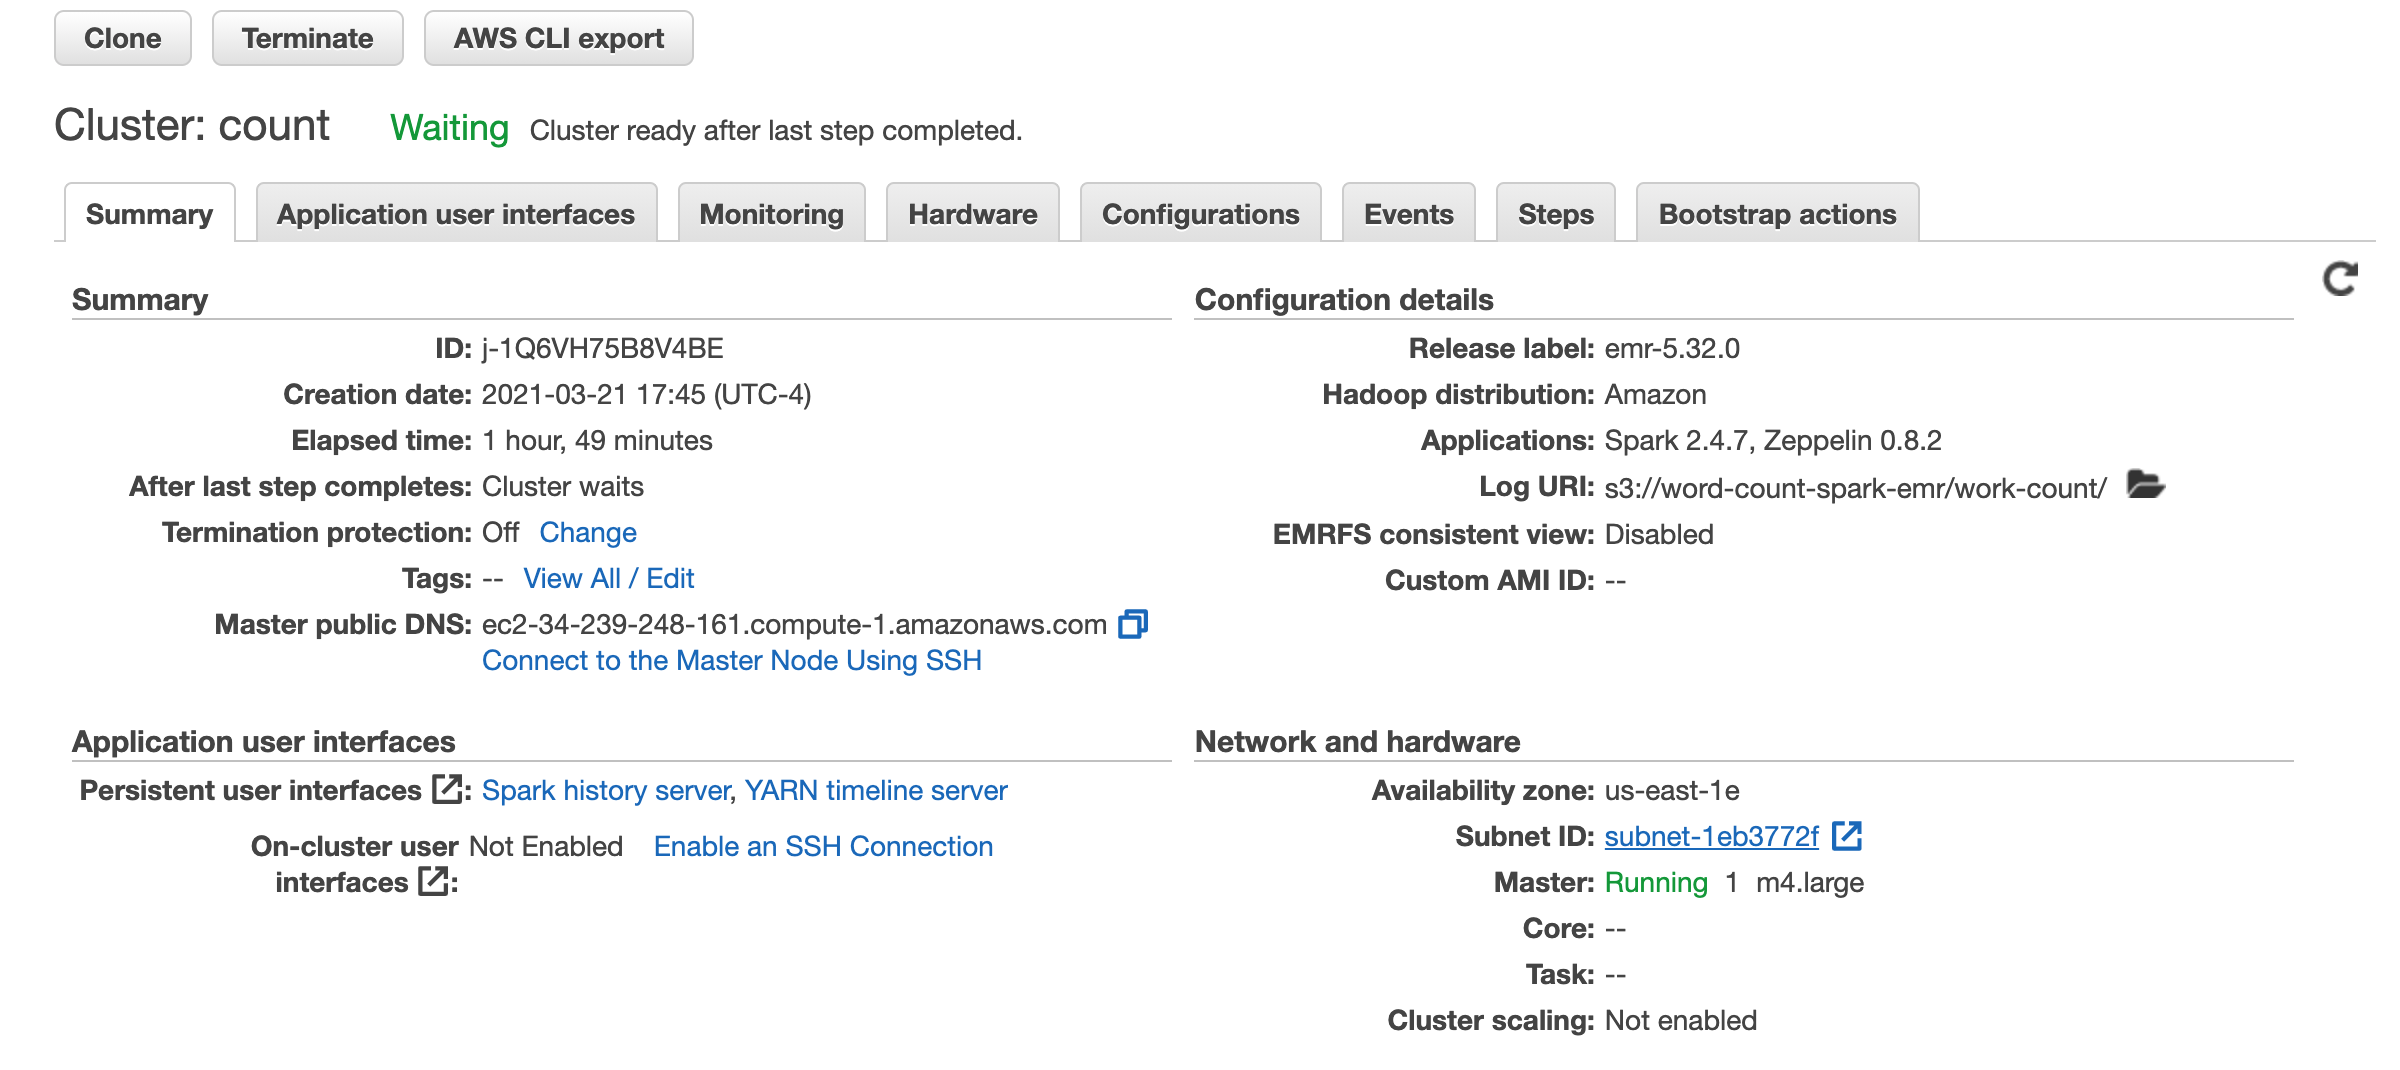 Clone Terminate AWS CLI export
Cluster: count Waiting Cluster ready after last step completed.
Summary Application user interfaces Monitoring Hardware Configurations Events Steps Bootstrap actions
Summary
ID: j-1Q6VH75B8V4BE
Creation date: 2021-03-21 17:45 (UTC-4)
Elapsed time: 1 hour, 49 minutes
After last step completes: Cluster waits
Termination protection: Off Change
Tags: -- View All / Edit
Master public DNS: ec2-34-239-248-161.compute-1.amazonaws.com
Connect to the Master Node Using SSH
Configuration details
Release label: emr-5.32.0
Hadoop distribution: Amazon
Applications: Spark 2.4.7, Zeppelin 0.8.2
Log URI: s3://word-count-spark-emr/work-count/
EMRFS consistent view: Disabled
Custom AMI ID: --
Application user interfaces
Persistent user interfaces : Spark history server, YARN timeline server
On-cluster user Not Enabled Enable an SSH Connection
interfaces :
Network and hardware
Availability zone: us-east-1e
Subnet ID: subnet-1eb3772f
Master: Running 1 m4.large
Core: --
Task: --
Cluster scaling: Not enabled